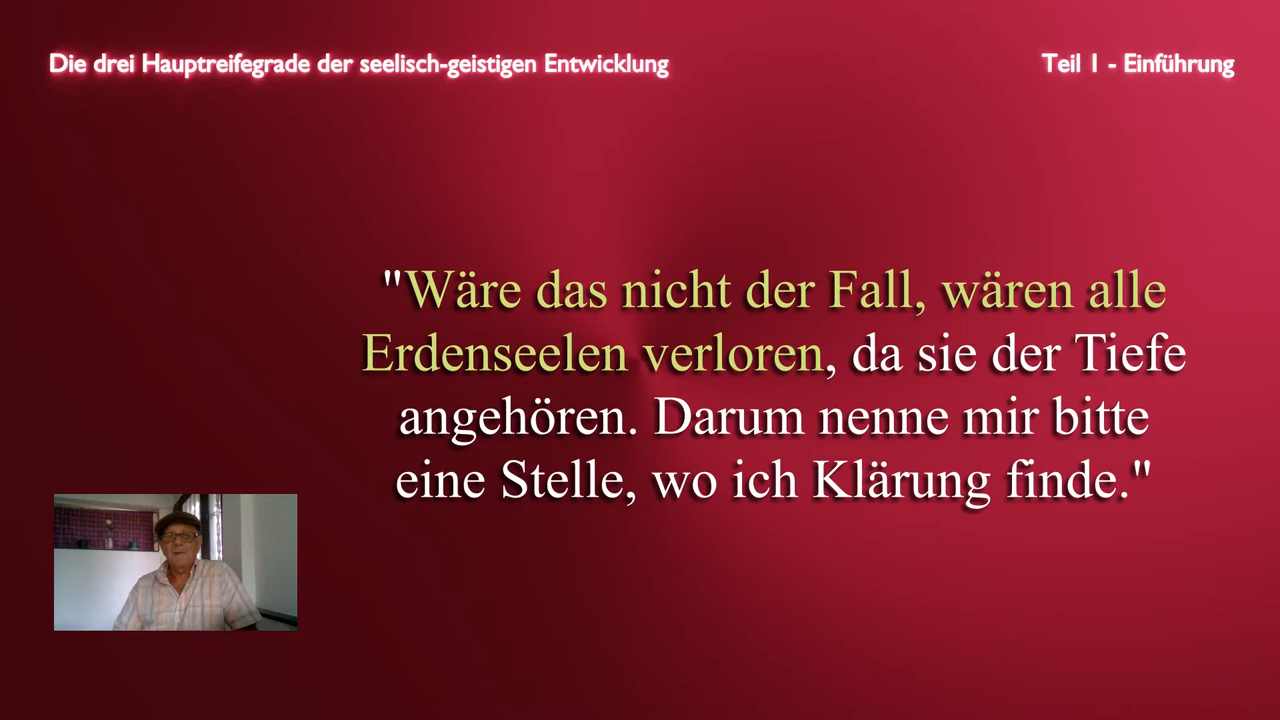 Die drei Hauptreifegrade der seelisch-geistigen Entwicklung
Teil 1 - Einführung
"Wäre das nicht der Fall, wären alle
Erdenseelen verloren, da sie der Tiefe
angehören. Darum nenne mir bitte
eine Stelle, wo ich Klärung finde."